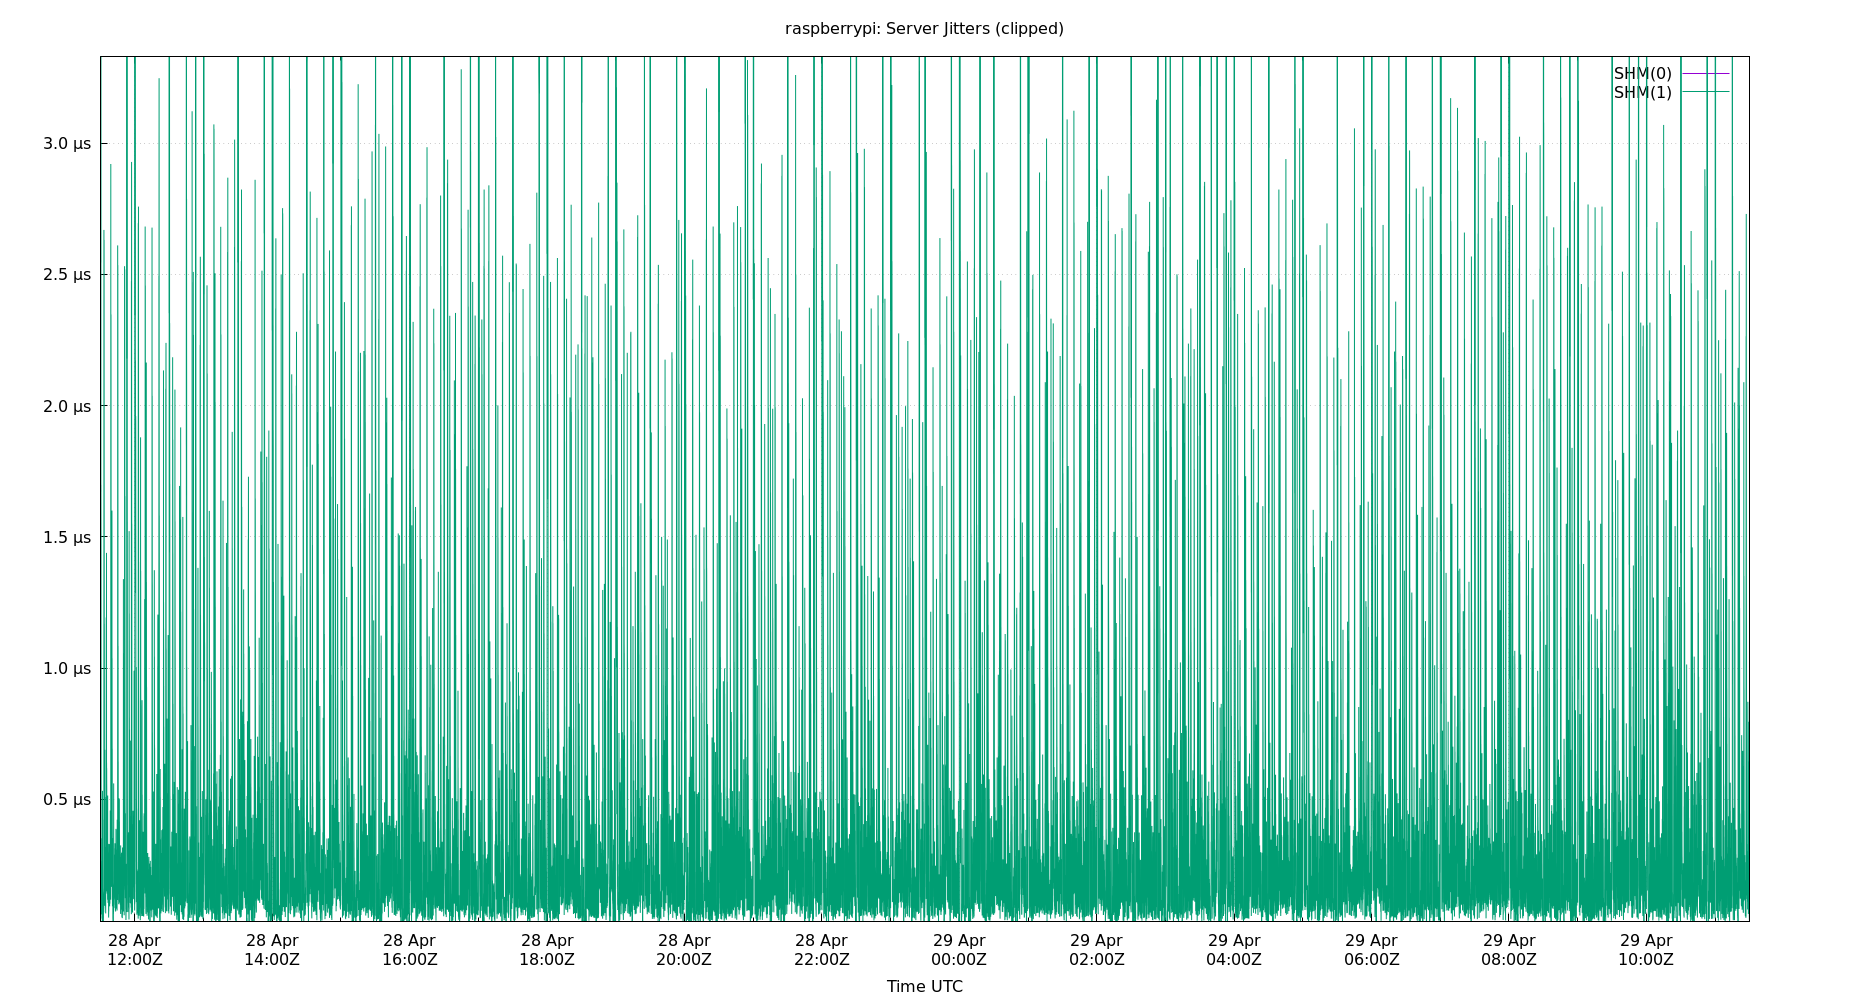 raspberrypi: Server Jitters (clipped)
SHM(0)
SHM(1)
3.0 µs
2.5 µs
2.0 µs
1.5 µs
1.0 µs
0.5 µs
28 Apr 28 Apr 28 Apr 28 Apr 28 Apr 28 Apr 29 Apr 29 Apr 29 Apr 29 Apr 29 Apr 29 Apr
12:00Z 14:00Z 16:00Z 18:00Z 20:00Z 22:00Z 00:00Z 02:00Z 04:00Z 06:00Z 08:00Z 10:00Z
Time UTC